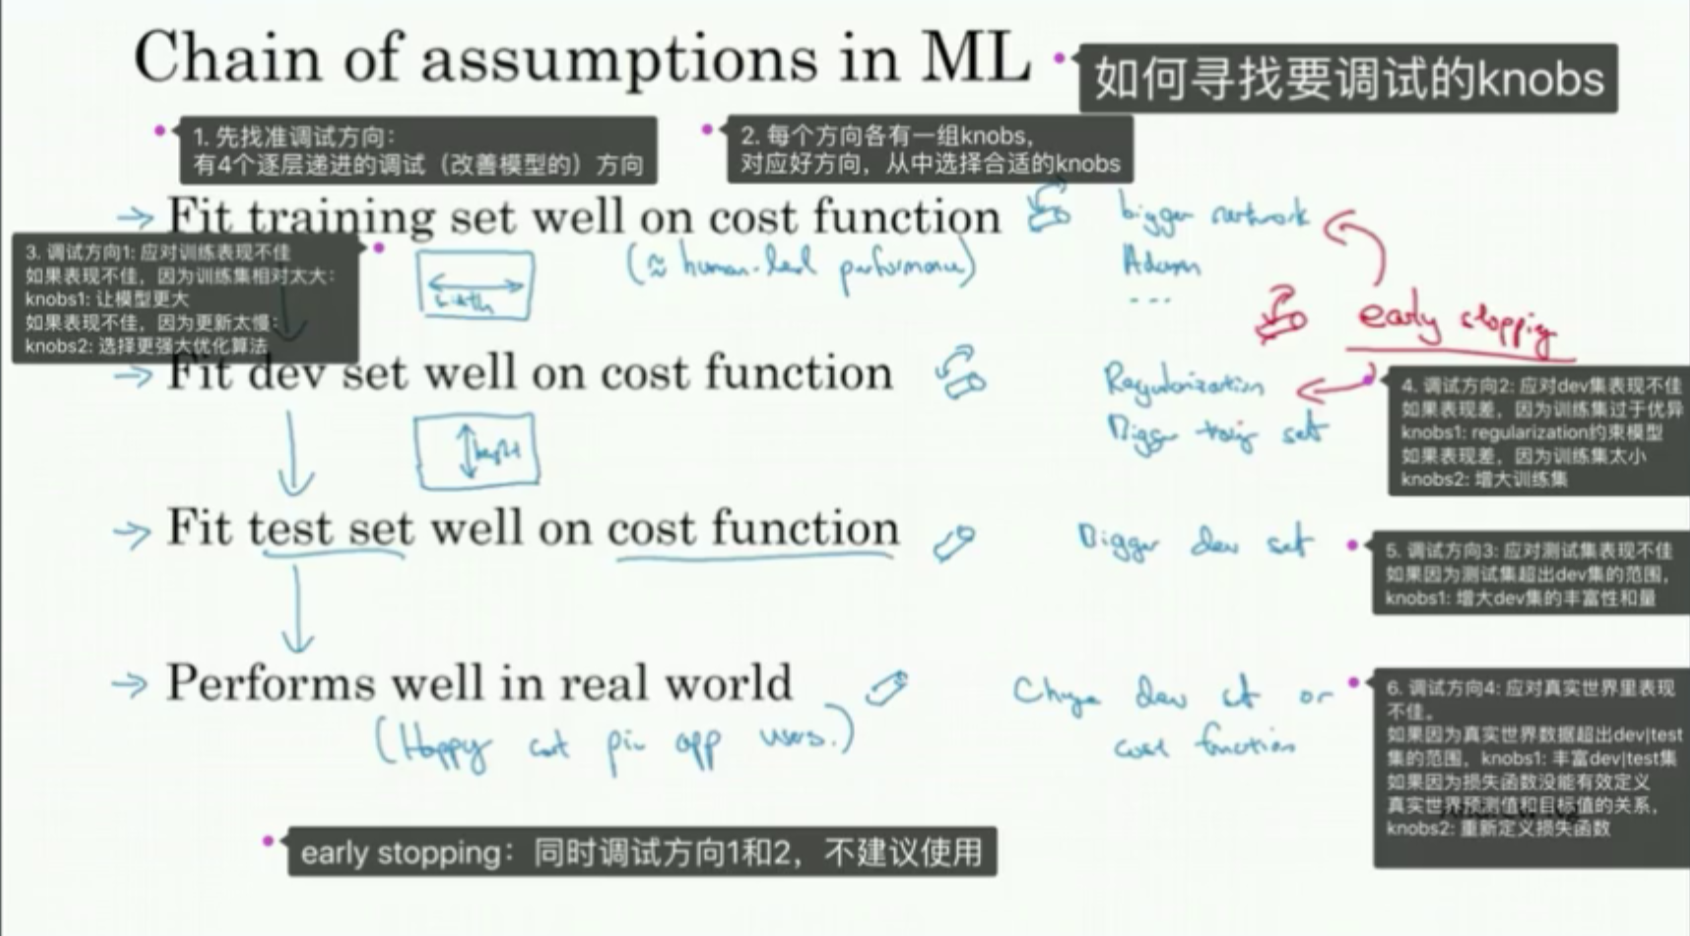 Chain of assumptions in ML
如何寻找要调试的knobs
1. 先找准调试方向：
有4个逐层递进的调试（改善模型的）方向
2. 每个方向各有一组knobs，
对应好方向，从中选择合适的knobs
Fit training set well on cost function
bigger network
(≈ human-level performance)
Adam
...
3. 调试方向1: 应对训练表现不佳
如果表现不佳，因为训练集相对太大：
knobs1: 让模型更大
如果表现不佳，因为更新太慢：
knobs2: 选择更强大优化算法
width
early stopping
Fit dev set well on cost function
Regularization
Bigger training set
height
4. 调试方向2: 应对dev集表现不佳
如果表现差，因为训练集过于优异
knobs1: regularization约束模型
如果表现差，因为训练集太小
knobs2: 增大训练集
Fit test set well on cost function
Bigger dev set
5. 调试方向3: 应对测试集表现不佳
如果因为测试集超出dev集的范围，
knobs1: 增大dev集的丰富性和量
Performs well in real world
(Happy cat pic app users.)
Change dev set or
cost function
6. 调试方向4: 应对真实世界里表现
不佳。
如果因为真实世界数据超出dev|test
集的范围，knobs1: 丰富dev|test集
如果因为损失函数没能有效定义
真实世界预测值和目标值的关系，
knobs2: 重新定义损失函数
early stopping：同时调试方向1和2，不建议使用